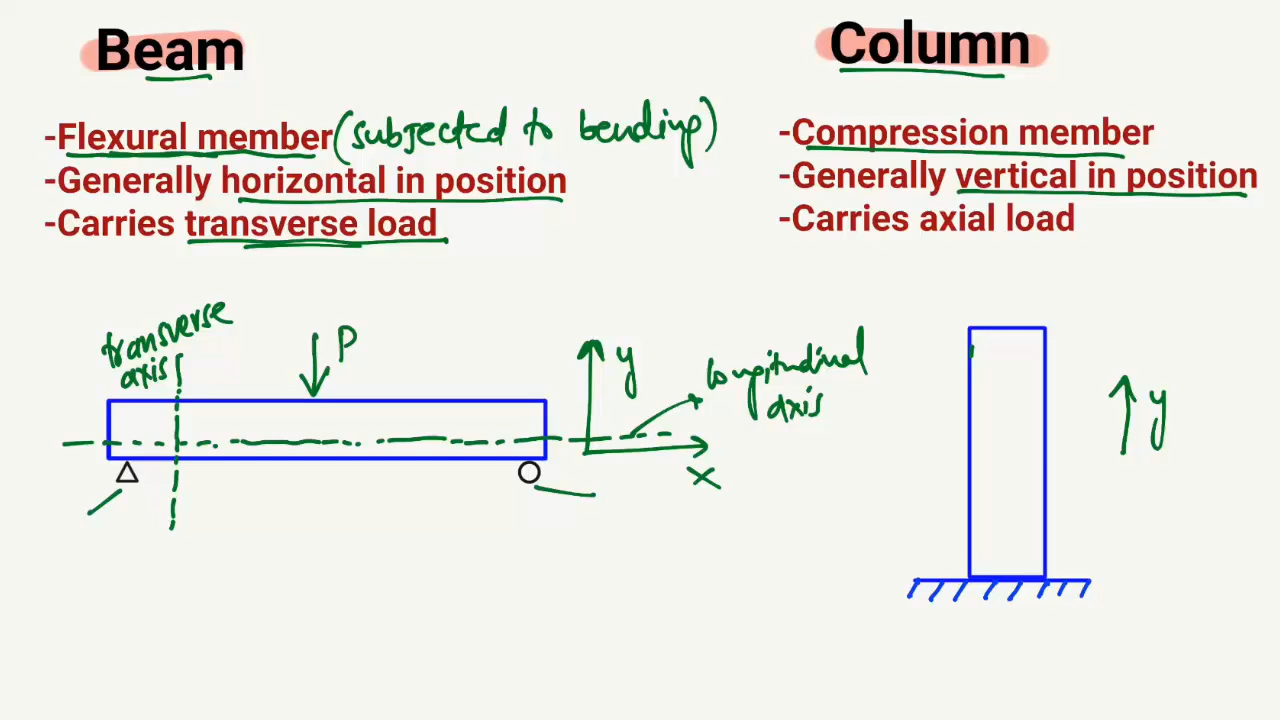 Beam
-Flexural member (subjected to bending)
-Generally horizontal in position
-Carries transverse load
Column
-Compression member
-Generally vertical in position
-Carries axial load
transverse
axis
P
y
longitudinal
axis
x
y